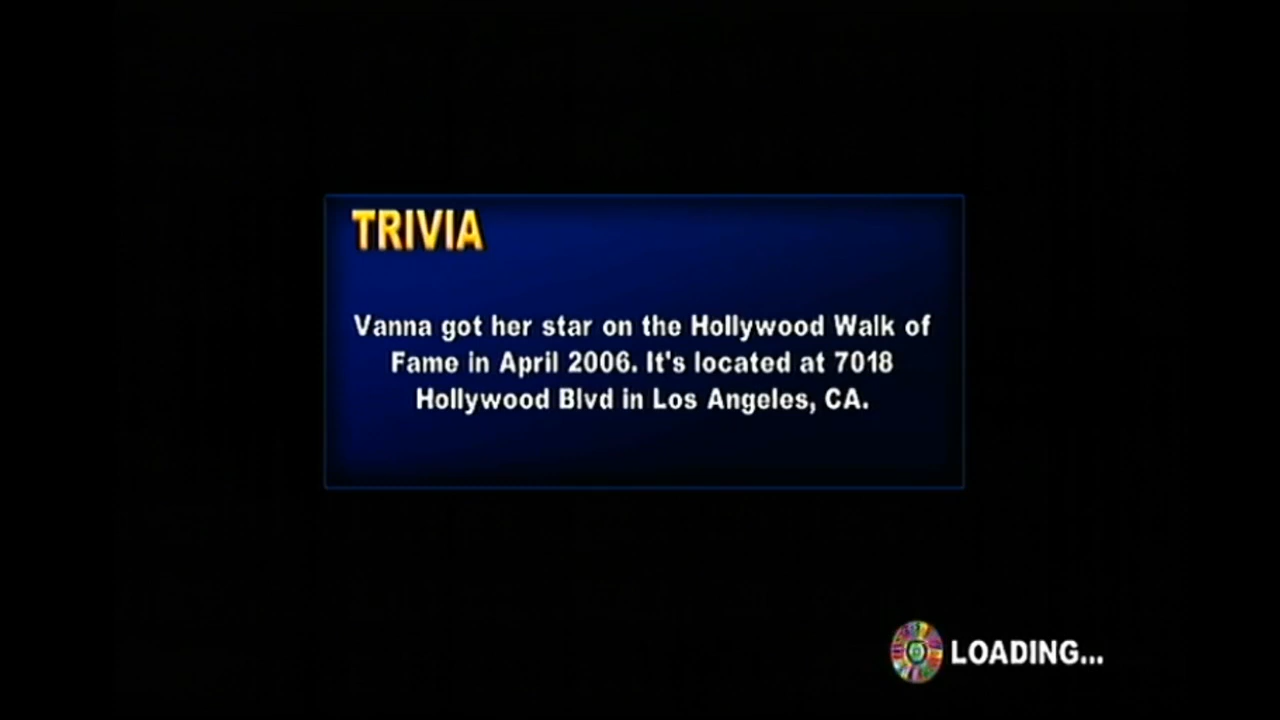 TRIVIA
Vanna got her star on the Hollywood Walk of
Fame in April 2006. It's located at 7018
Hollywood Blvd in Los Angeles, CA.
LOADING...